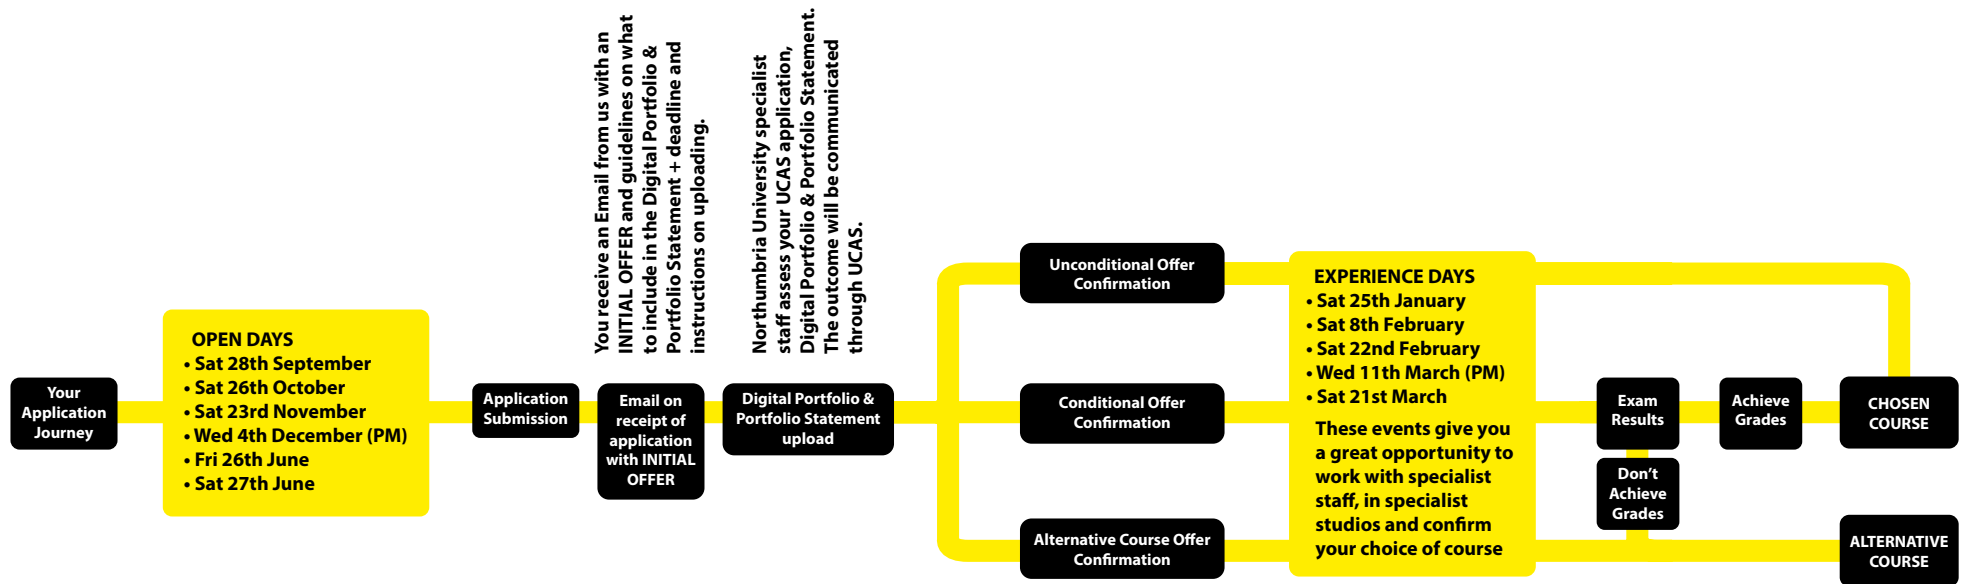 Your
Application
Journey
OPEN DAYS
• Sat 28th September
• Sat 26th October
• Sat 23rd November
• Wed 4th December (PM)
• Fri 26th June
• Sat 27th June
Application
Submission
You receive an Email from us with an
INITIAL OFFER and guidelines on what
to include in the Digital Portfolio &
Portfolio Statement + deadline and
instructions on uploading.
Email on
receipt of
application
with INITIAL
OFFER
Northumbria University specialist
staff assess your UCAS application,
Digital Portfolio & Portfolio Statement.
The outcome will be communicated
through UCAS.
Digital Portfolio &
Portfolio Statement
upload
Unconditional Offer
Confirmation
Conditional Offer
Confirmation
Alternative Course Offer
Confirmation
EXPERIENCE DAYS
• Sat 25th January
• Sat 8th February
• Sat 22nd February
• Wed 11th March (PM)
• Sat 21st March
These events give you
a great opportunity to
work with specialist
staff, in specialist
studios and confirm
your choice of course
Exam
Results
Don’t
Achieve
Grades
Achieve
Grades
CHOSEN
COURSE
ALTERNATIVE
COURSE